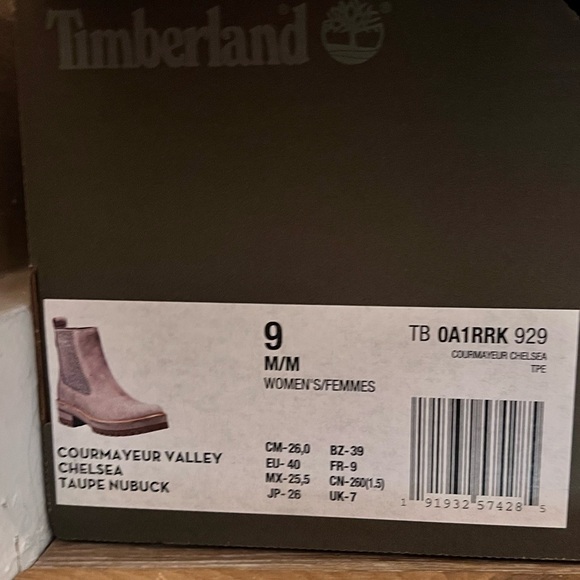 Timberland
9
M/M
WOMEN'S/FEMMES
TB 0A1RRK 929
COURMAYEUR CHELSEA
TPE
COURMAYEUR VALLEY
CHELSEA
TAUPE NUBUCK
CM-26,0 BZ-39
EU-40 FR-9
MX-25,5 CN-260(1.5)
JP-26 UK-7
1 91932 57428 5